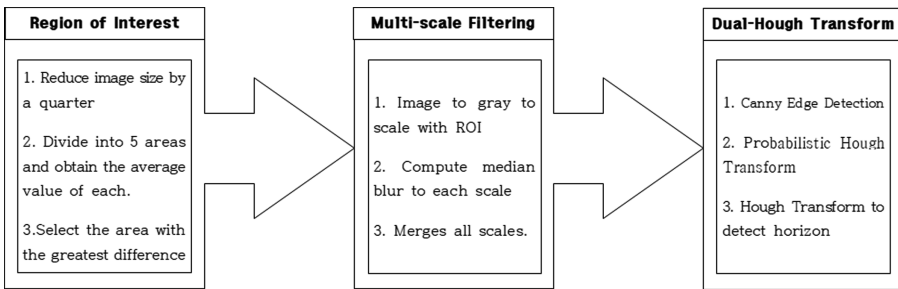 Region of Interest
1. Reduce image size by
a quarter
2. Divide into 5 areas
and obtain the average
value of each.
3.Select the area with
the greatest difference
Multi-scale Filtering
1. Image to gray to
scale with ROI
2. Compute median
blur to each scale
3. Merges all scales.
Dual-Hough Transform
1. Canny Edge Detection
2. Probabilistic Hough
Transform
3. Hough Transform to
detect horizon